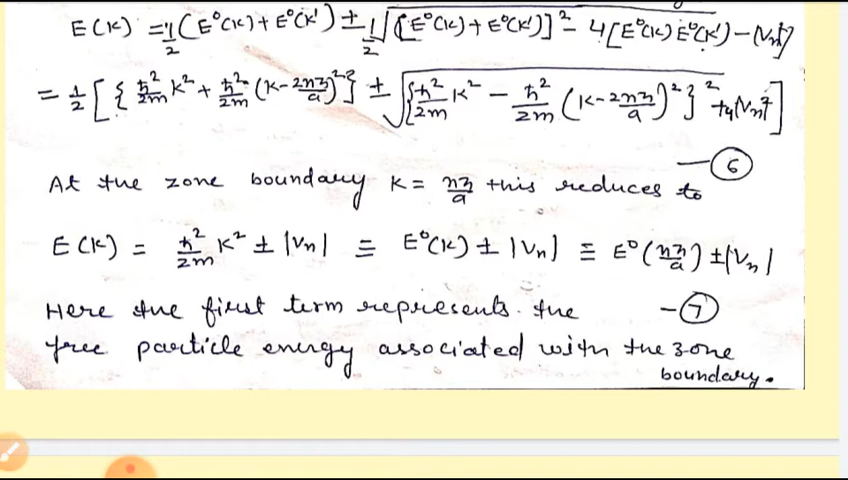 E(K) = 1/2 (E°(K) + E°(K') ± 1/2 √[E°(K) + E°(K')]² − 4[E°(K) E°(K') − |Vn|²]
= 1/2 [{ħ²/2m K² + ħ²/2m (K − 2nπ/a)²} ± √{ħ²/2m K² − ħ²/2m (K − 2nπ/a)²}² + 4|Vn|²]
— ⑥
At the zone boundary K = nπ/a this reduces to
E(K) = ħ²/2m K² ± |Vn| ≡ E°(K) ± |Vn| ≡ E°(nπ/a) ± |Vn|
Here the first term represents the —⑦
free particle energy associated with the zone
boundary.